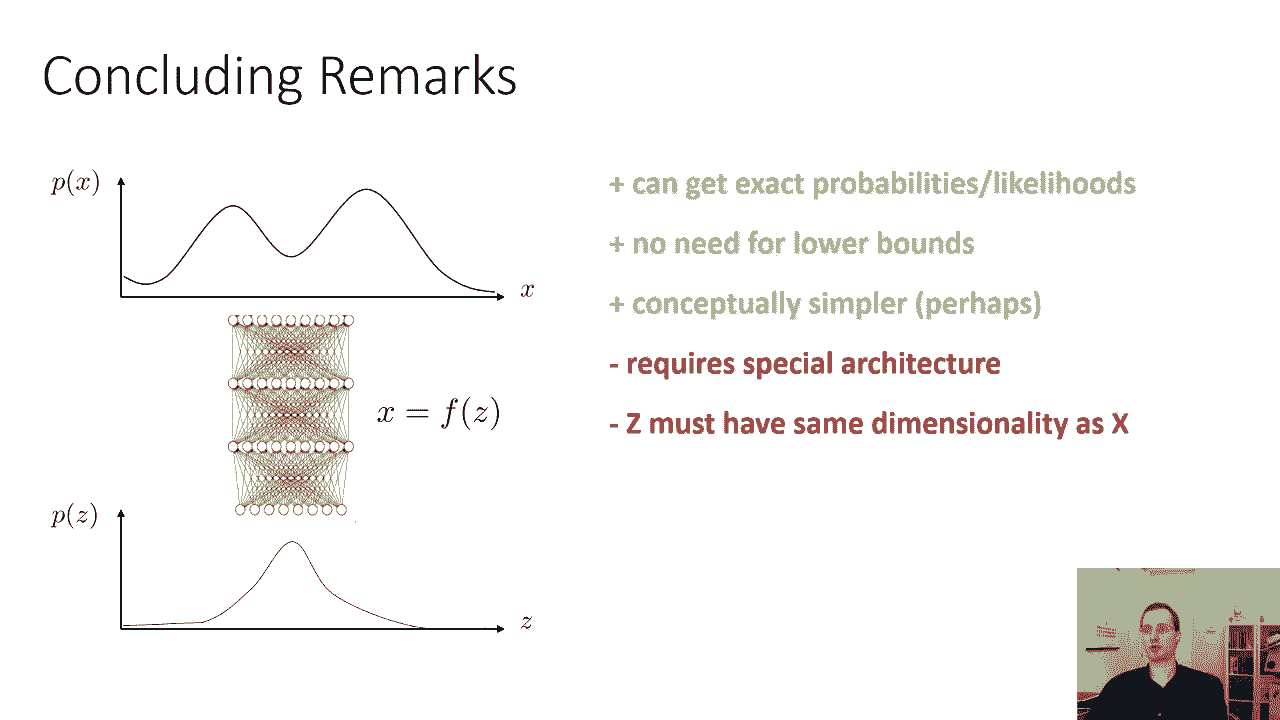 Concluding Remarks
p(x)
x
x = f(z)
p(z)
z
+ can get exact probabilities/likelihoods
+ no need for lower bounds
+ conceptually simpler (perhaps)
- requires special architecture
- Z must have same dimensionality as X